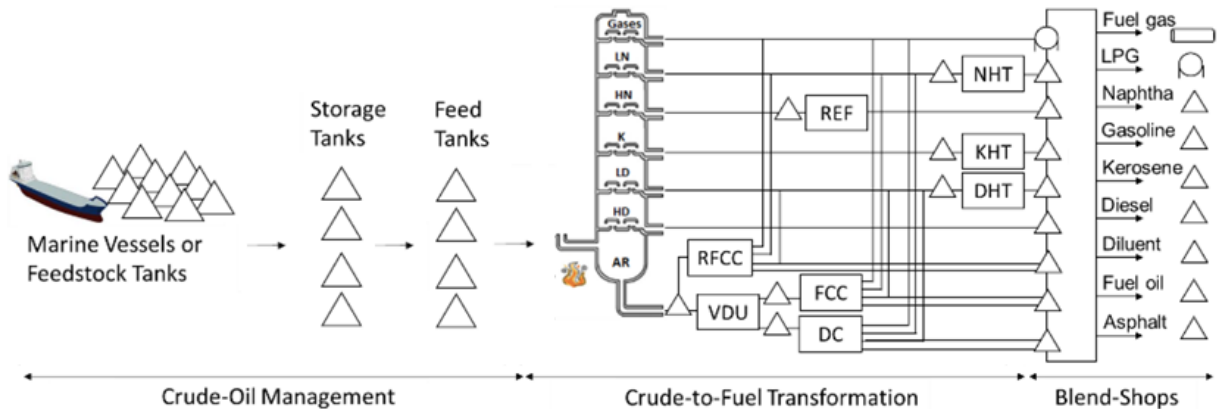 Storage
Tanks
Feed
Tanks
Marine Vessels or
Feedstock Tanks
Gases
LN
HN
K
LD
HD
AR
NHT
REF
KHT
DHT
RFCC
VDU
FCC
DC
Fuel gas
LPG
Naphtha
Gasoline
Kerosene
Diesel
Diluent
Fuel oil
Asphalt
Crude-Oil Management
Crude-to-Fuel Transformation
Blend-Shops